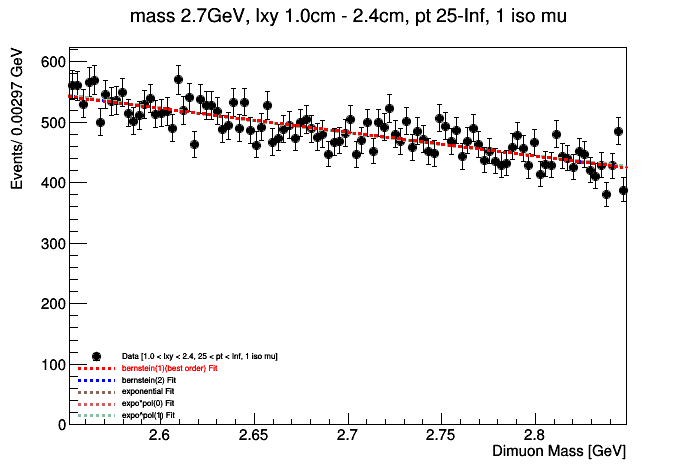 mass 2.7GeV, lxy 1.0cm - 2.4cm, pt 25-Inf, 1 iso mu
Events/ 0.00297 GeV
600
500
400
300
200
100
0
Data [1.0 < lxy < 2.4, 25 < pt < Inf, 1 iso mu]
bernstein(1)(best order) Fit
bernstein(2) Fit
exponential Fit
expo*pol(0) Fit
expo*pol(1) Fit
2.6
2.65
2.7
2.75
2.8
Dimuon Mass [GeV]